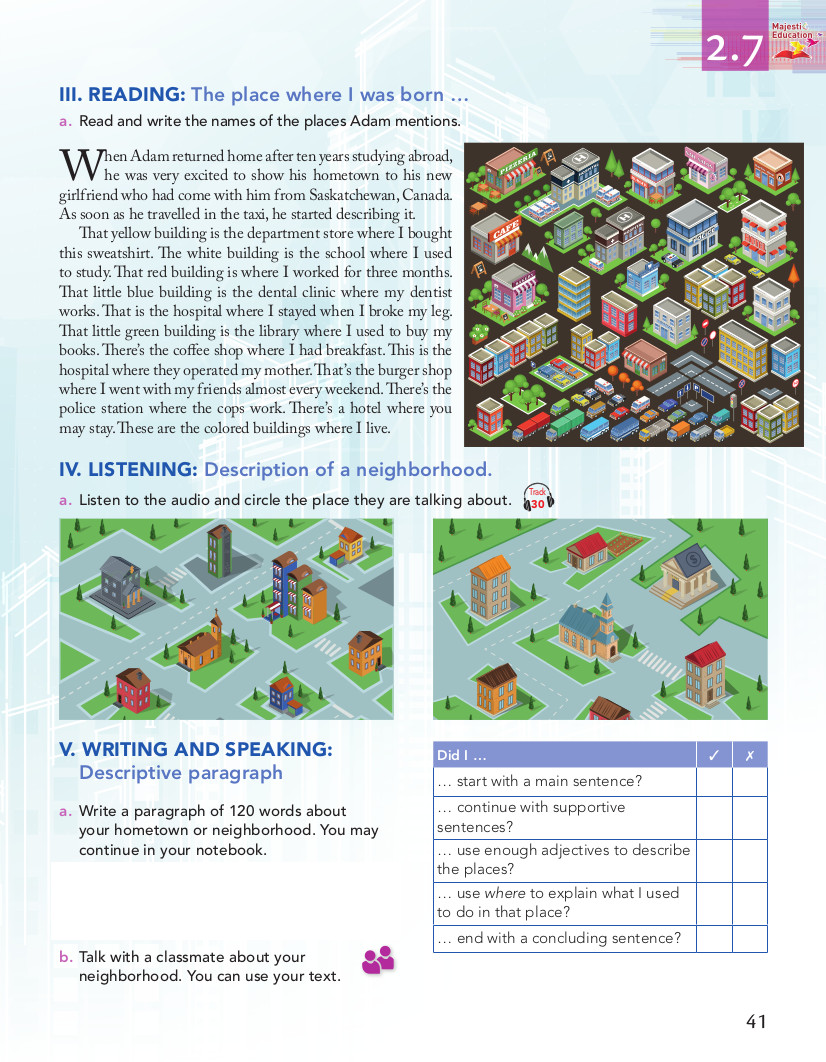 2.7
Majesti
Education
III. READING: The place where I was born …
a. Read and write the names of the places Adam mentions.
When Adam returned home after ten years studying abroad,
he was very excited to show his hometown to his new
girlfriend who had come with him from Saskatchewan, Canada.
As soon as he travelled in the taxi, he started describing it.
That yellow building is the department store where I bought
this sweatshirt. The white building is the school where I used
to study. That red building is where I worked for three months.
That little blue building is the dental clinic where my dentist
works. That is the hospital where I stayed when I broke my leg.
That little green building is the library where I used to buy my
books. There’s the coffee shop where I had breakfast. This is the
hospital where they operated my mother. That’s the burger shop
where I went with my friends almost every weekend. There’s the
police station where the cops work. There’s a hotel where you
may stay. These are the colored buildings where I live.
PIZZERIA
H
CAFE
H
IV. LISTENING: Description of a neighborhood.
a. Listen to the audio and circle the place they are talking about.
Track
30
$
V. WRITING AND SPEAKING:
Descriptive paragraph
a. Write a paragraph of 120 words about
your hometown or neighborhood. You may
continue in your notebook.
b. Talk with a classmate about your
neighborhood. You can use your text.
Did I … ✓ ✗
… start with a main sentence?
… continue with supportive
sentences?
… use enough adjectives to describe
the places?
… use where to explain what I used
to do in that place?
… end with a concluding sentence?
41